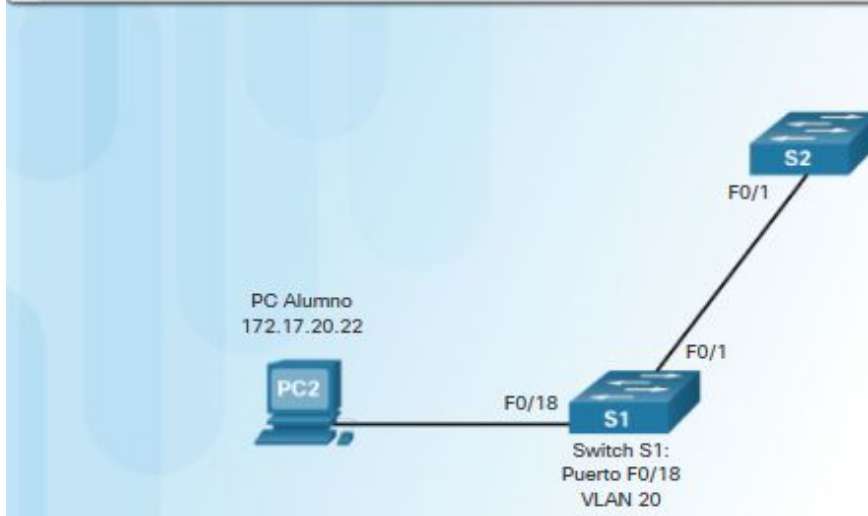 S2
F0/1
PC Alumno
172.17.20.22
F0/1
PC2
F0/18
S1
Switch S1:
Puerto F0/18
VLAN 20